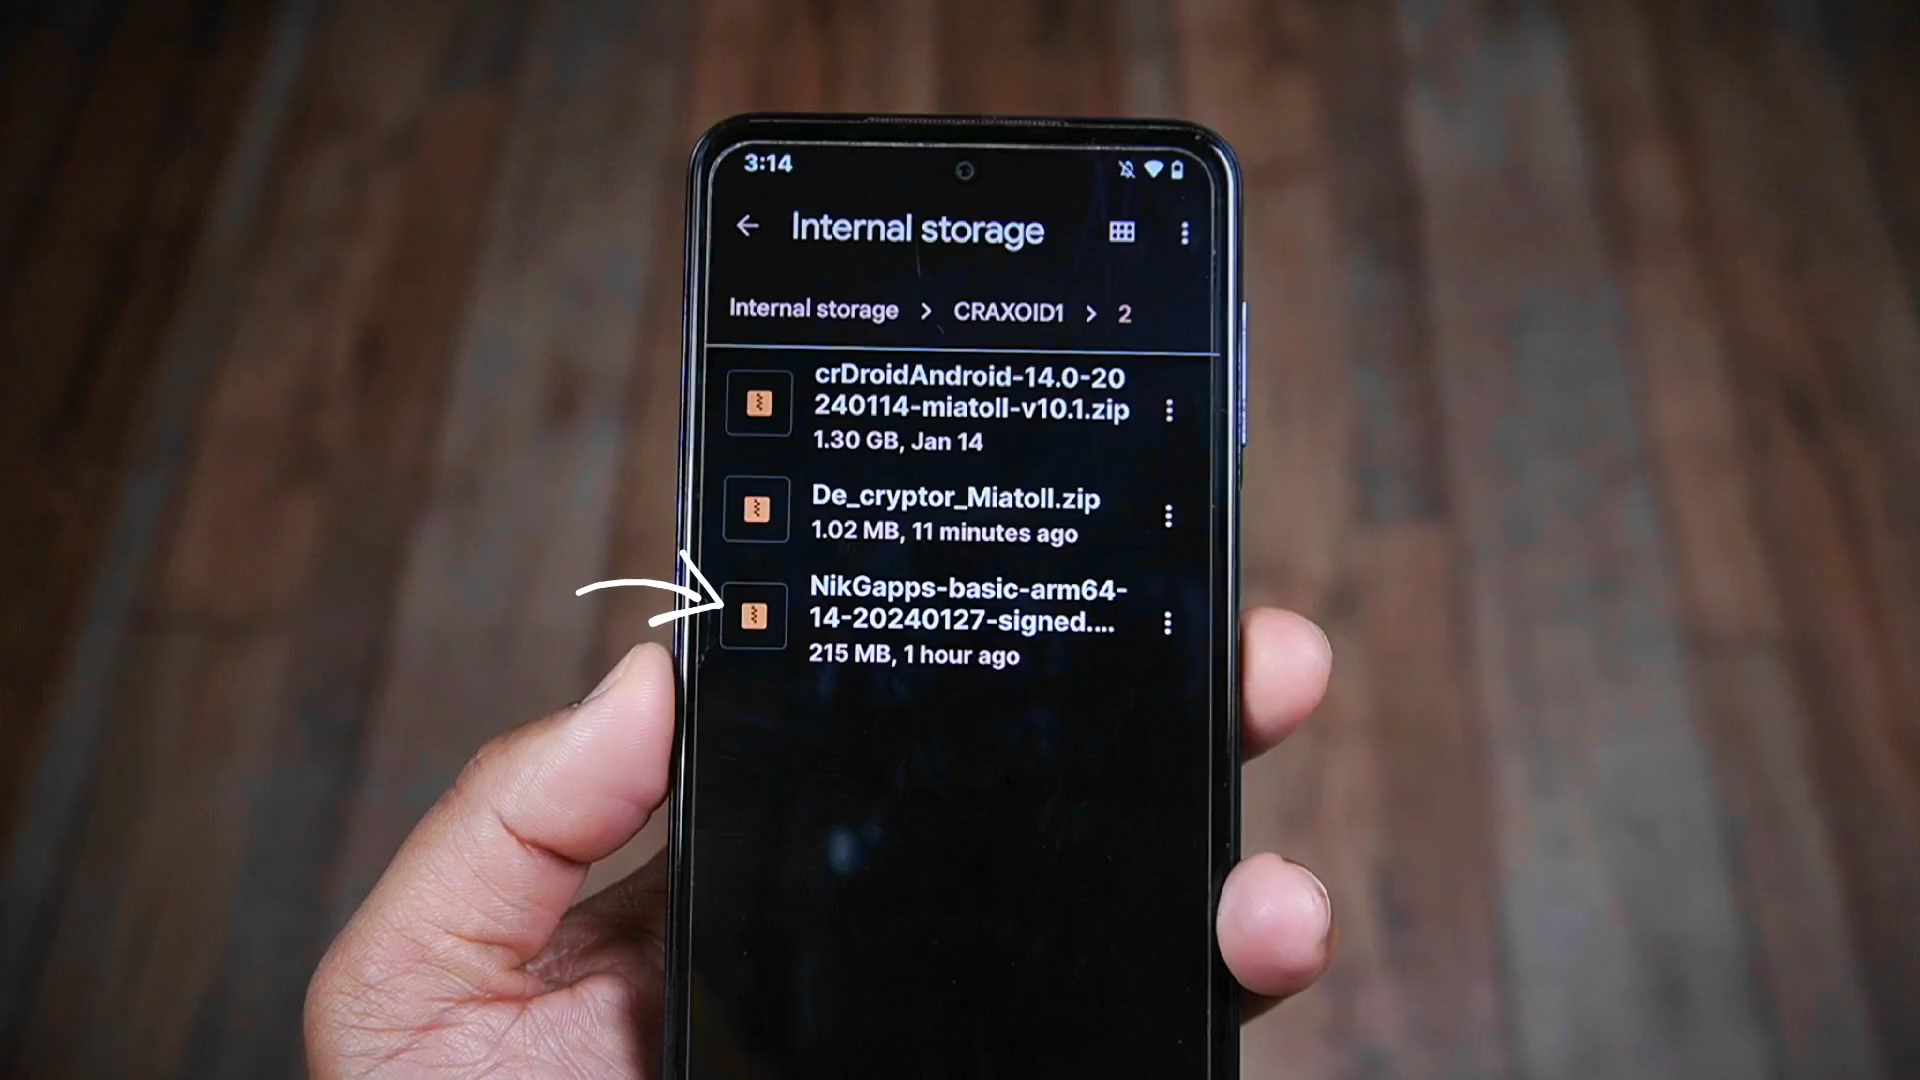 3:14
Internal storage
Internal storage > CRAXOID1 > 2
crDroidAndroid-14.0-20
240114-miatoll-v10.1.zip
1.30 GB, Jan 14
De_cryptor_Miatoll.zip
1.02 MB, 11 minutes ago
NikGapps-basic-arm64-
14-20240127-signed....
215 MB, 1 hour ago